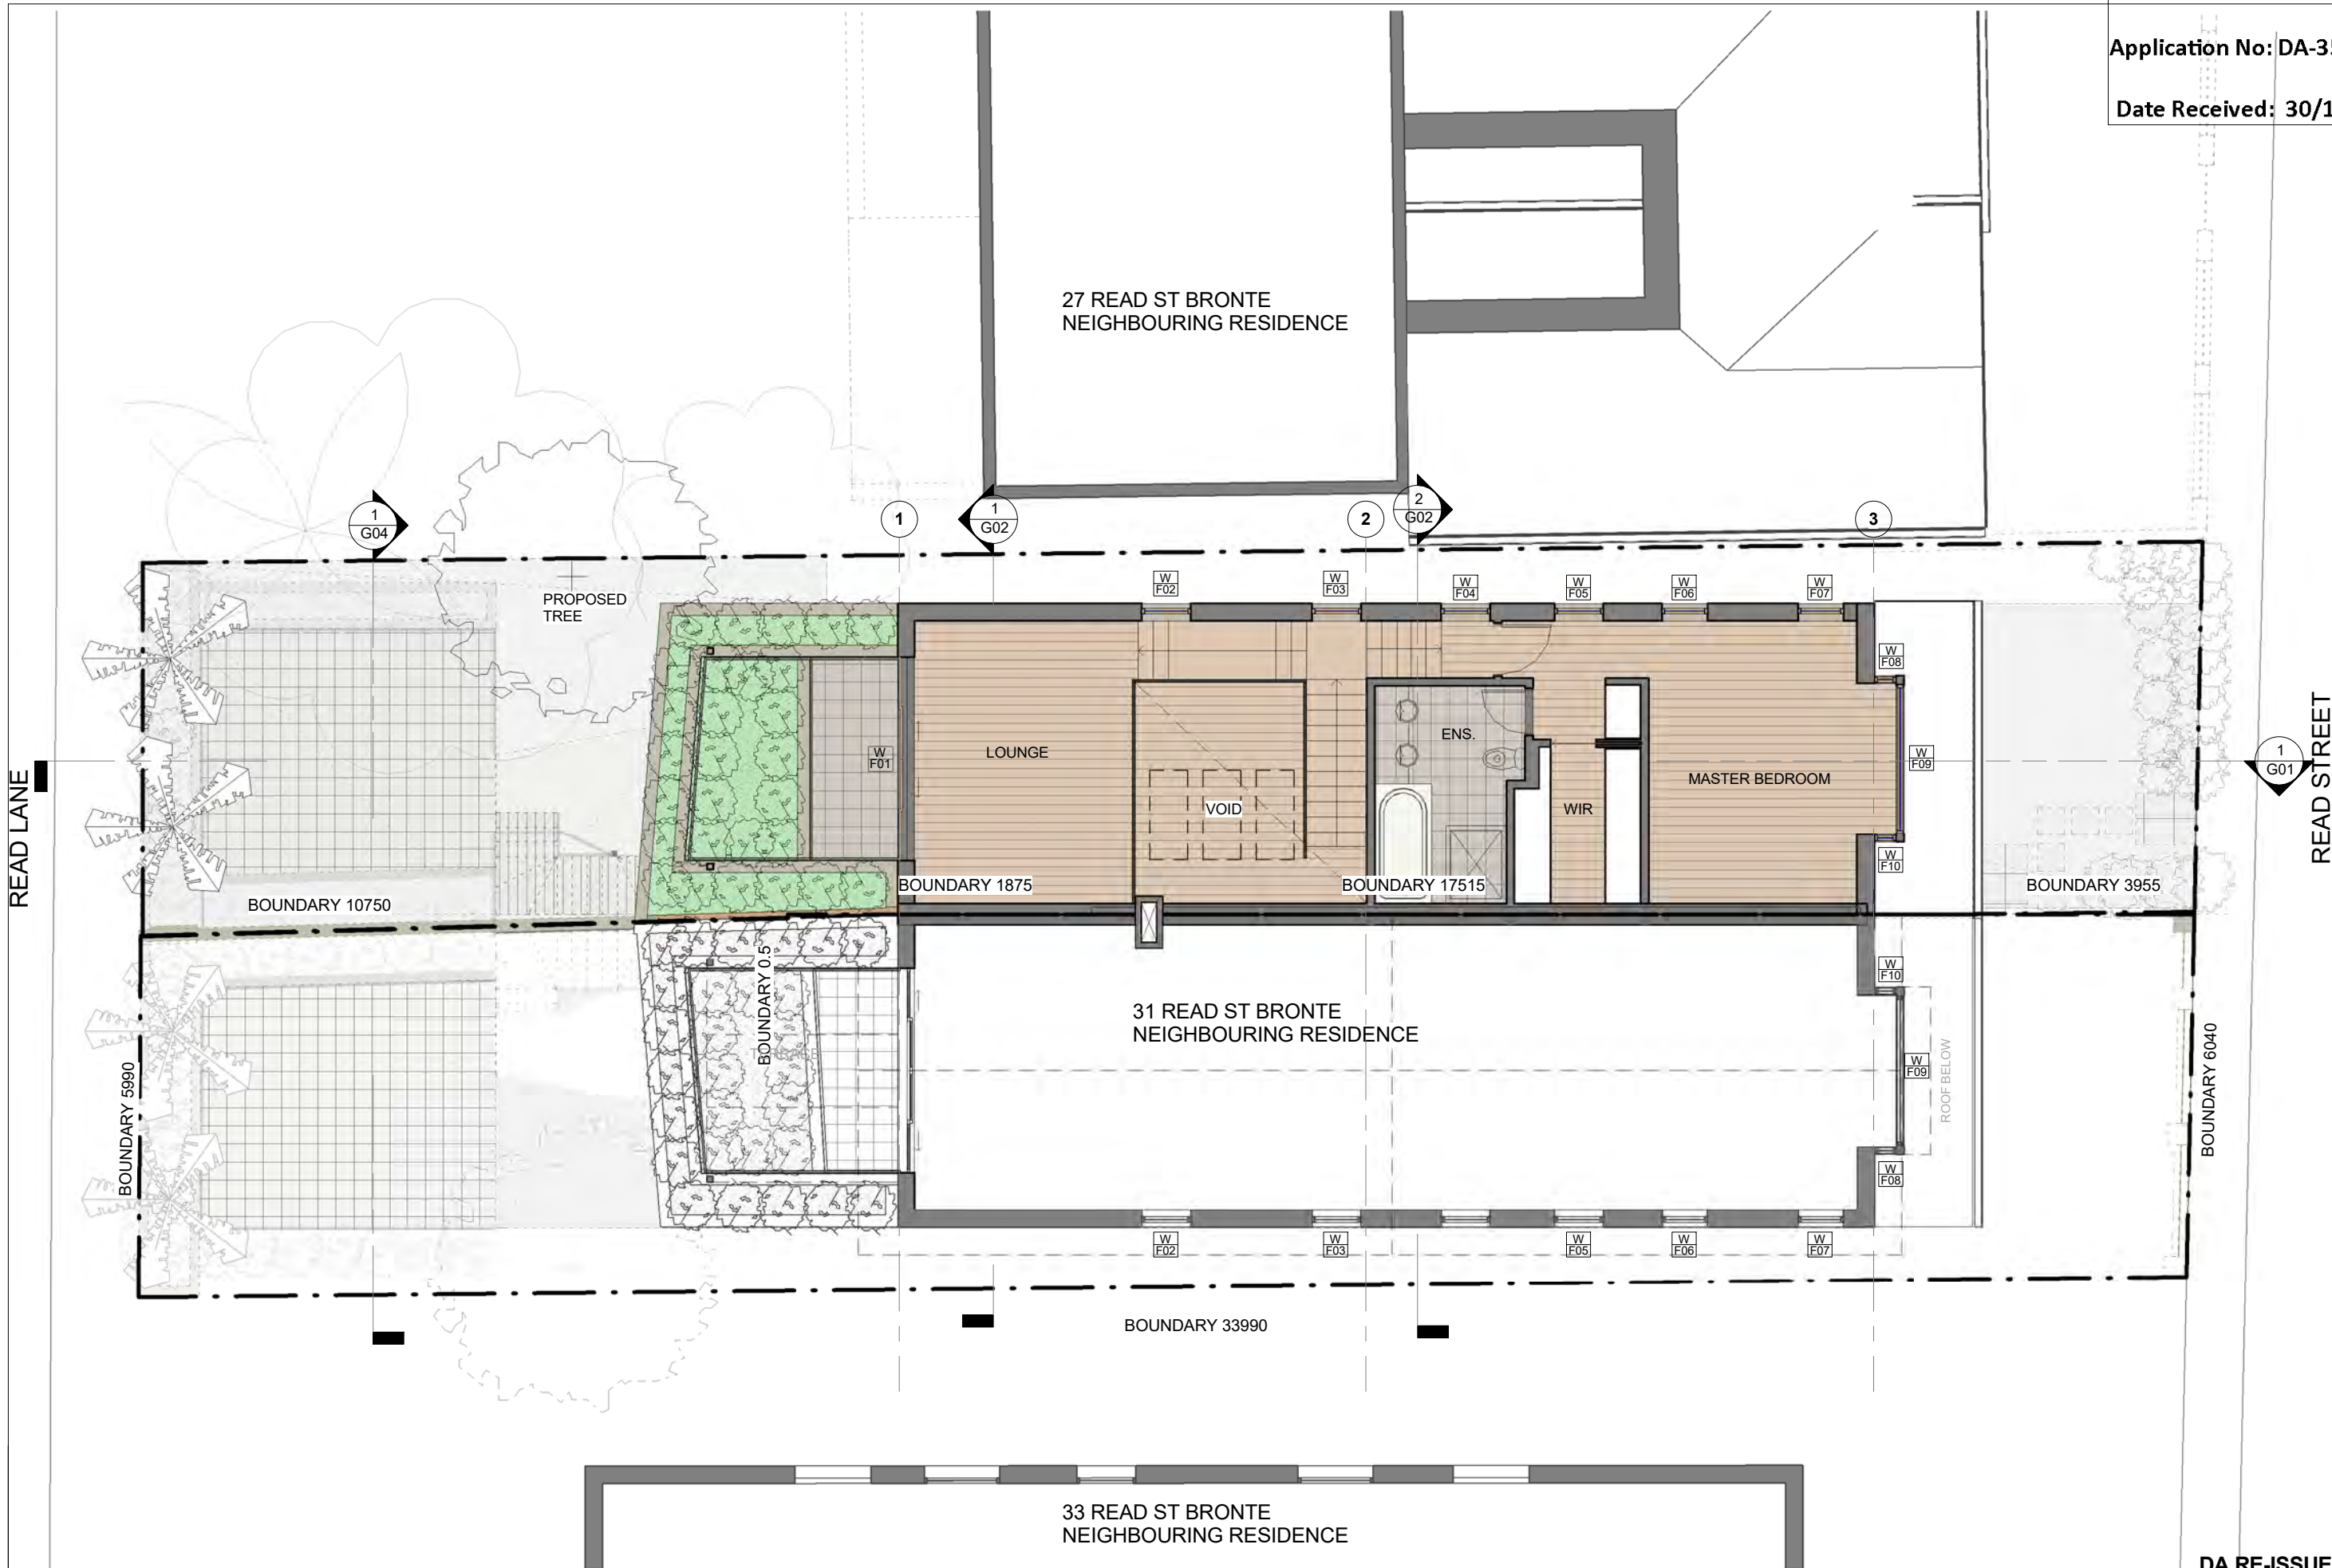 Application No: DA-35
Date Received: 30/1
27 READ ST BRONTE
NEIGHBOURING RESIDENCE
1
G04
1
1
G02
2
2
G02
3
PROPOSED
TREE
W
F02
W
F03
W
F04
W
F05
W
F06
W
F07
W
F08
W
F01
LOUNGE
VOID
ENS.
WIR
MASTER BEDROOM
W
F09
1
G01
READ LANE
READ STREET
W
F10
BOUNDARY 10750
BOUNDARY 1875
BOUNDARY 17515
BOUNDARY 3955
BOUNDARY 0.5
W
F10
31 READ ST BRONTE
NEIGHBOURING RESIDENCE
W
F09
ROOF BELOW
BOUNDARY 5990
BOUNDARY 6040
W
F08
W
F02
W
F03
W
F05
W
F06
W
F07
BOUNDARY 33990
33 READ ST BRONTE
NEIGHBOURING RESIDENCE
DA RE-ISSUE